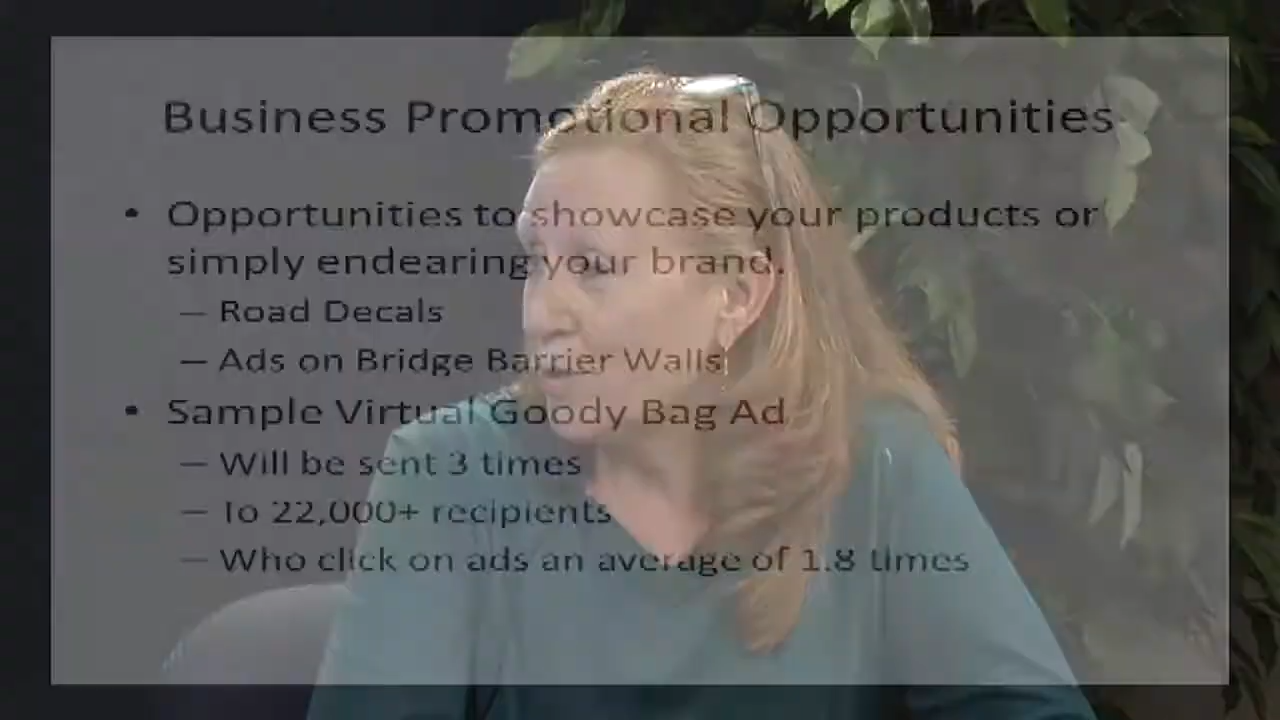 Business Promotional Opportunities
• Opportunities to showcase your products or
simply endearing your brand.
– Road Decals
– Ads on Bridge Barrier Walls
• Sample Virtual Goody Bag Ad
– Will be sent 3 times
– To 22,000+ recipients
– Who click on ads an average of 1.8 times